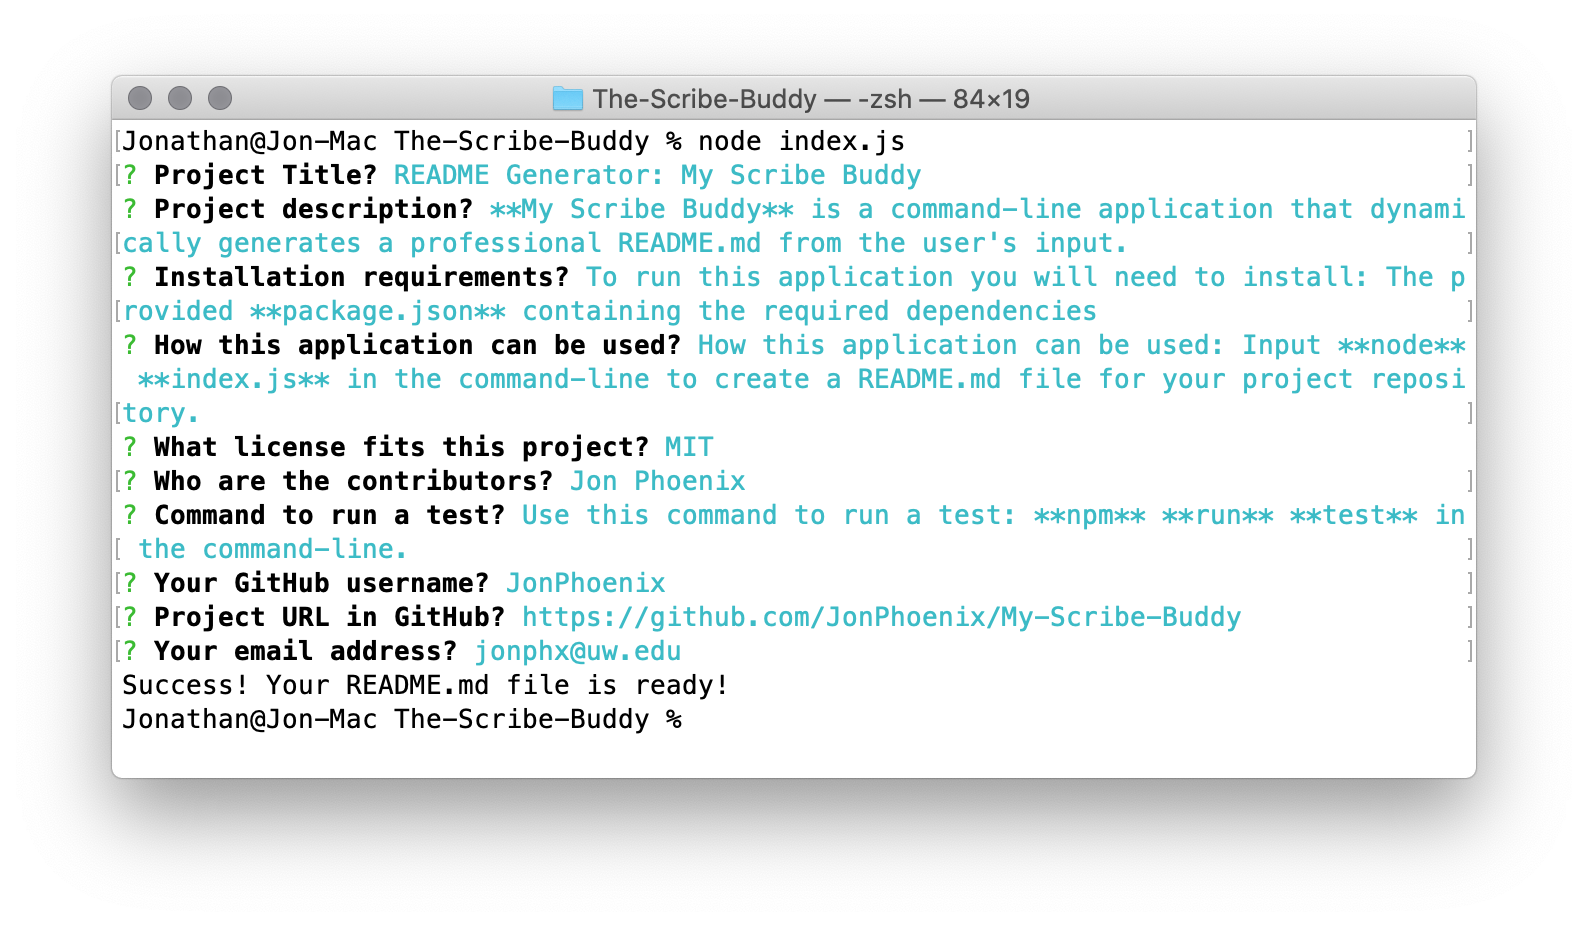 The-Scribe-Buddy — -zsh — 84×19
[Jonathan@Jon-Mac The-Scribe-Buddy % node index.js ]
[? Project Title? README Generator: My Scribe Buddy ]
? Project description? **My Scribe Buddy** is a command-line application that dynami
[cally generates a professional README.md from the user's input. ]
? Installation requirements? To run this application you will need to install: The p
[rovided **package.json** containing the required dependencies ]
? How this application can be used? How this application can be used: Input **node**
**index.js** in the command-line to create a README.md file for your project reposi
[tory. ]
? What license fits this project? MIT
[? Who are the contributors? Jon Phoenix ]
? Command to run a test? Use this command to run a test: **npm** **run** **test** in
[ the command-line. ]
[? Your GitHub username? JonPhoenix ]
[? Project URL in GitHub? https://github.com/JonPhoenix/My-Scribe-Buddy ]
[? Your email address? jonphx@uw.edu ]
Success! Your README.md file is ready!
Jonathan@Jon-Mac The-Scribe-Buddy %